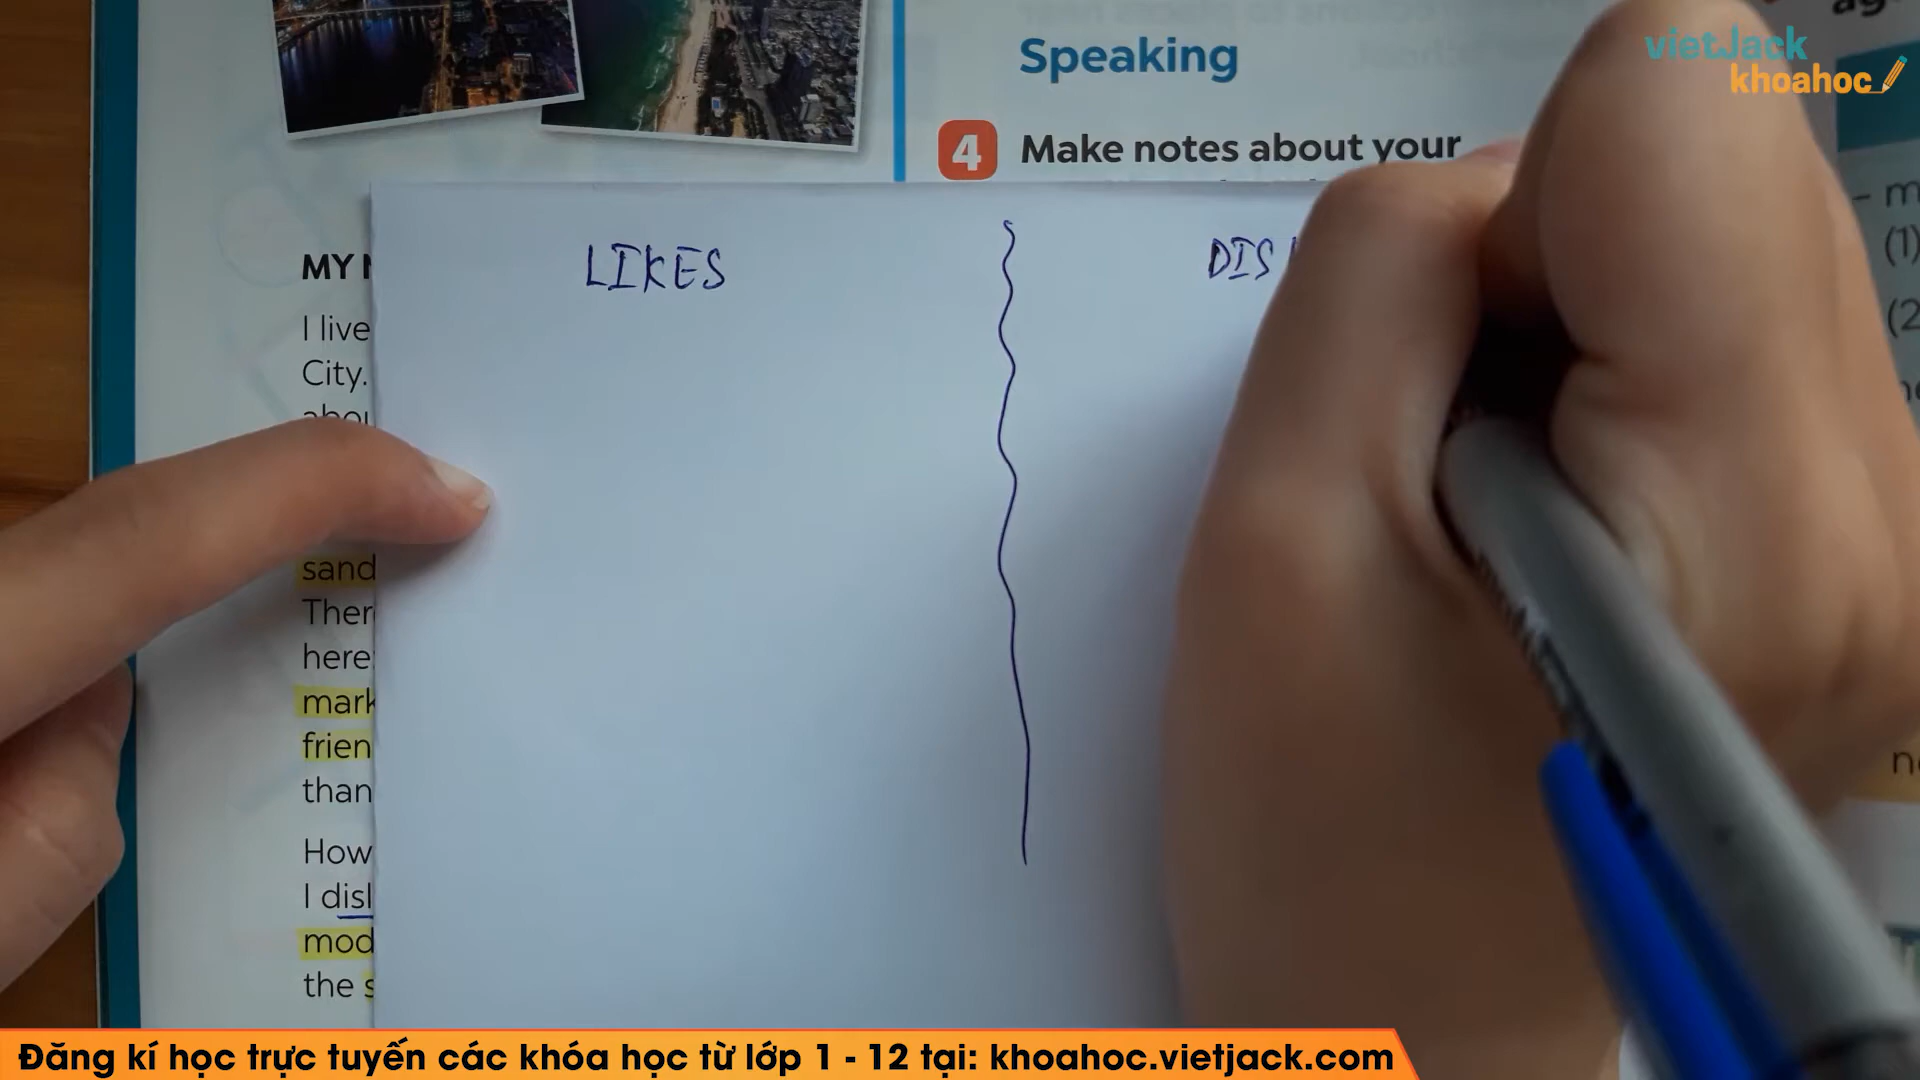 vietJack
khoahoc
Speaking
4 Make notes about your
LIKES
DIS
MY
I live
City.
sand
Ther
here
mark
frien
than
How
I disl
mod
the s
(1)
(2
Đăng kí học trực tuyến các khóa học từ lớp 1 - 12 tại: khoahoc.vietjack.com